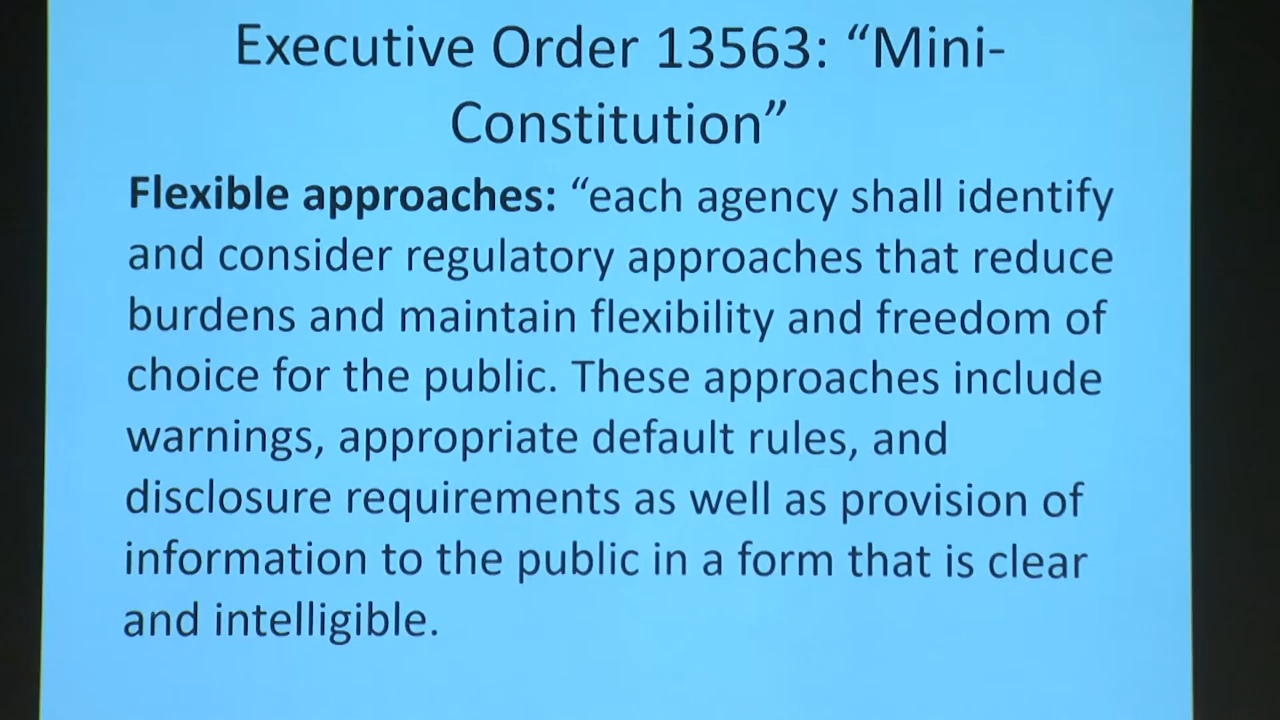 Executive Order 13563: “Mini-
Constitution”
Flexible approaches: “each agency shall identify
and consider regulatory approaches that reduce
burdens and maintain flexibility and freedom of
choice for the public. These approaches include
warnings, appropriate default rules, and
disclosure requirements as well as provision of
information to the public in a form that is clear
and intelligible.